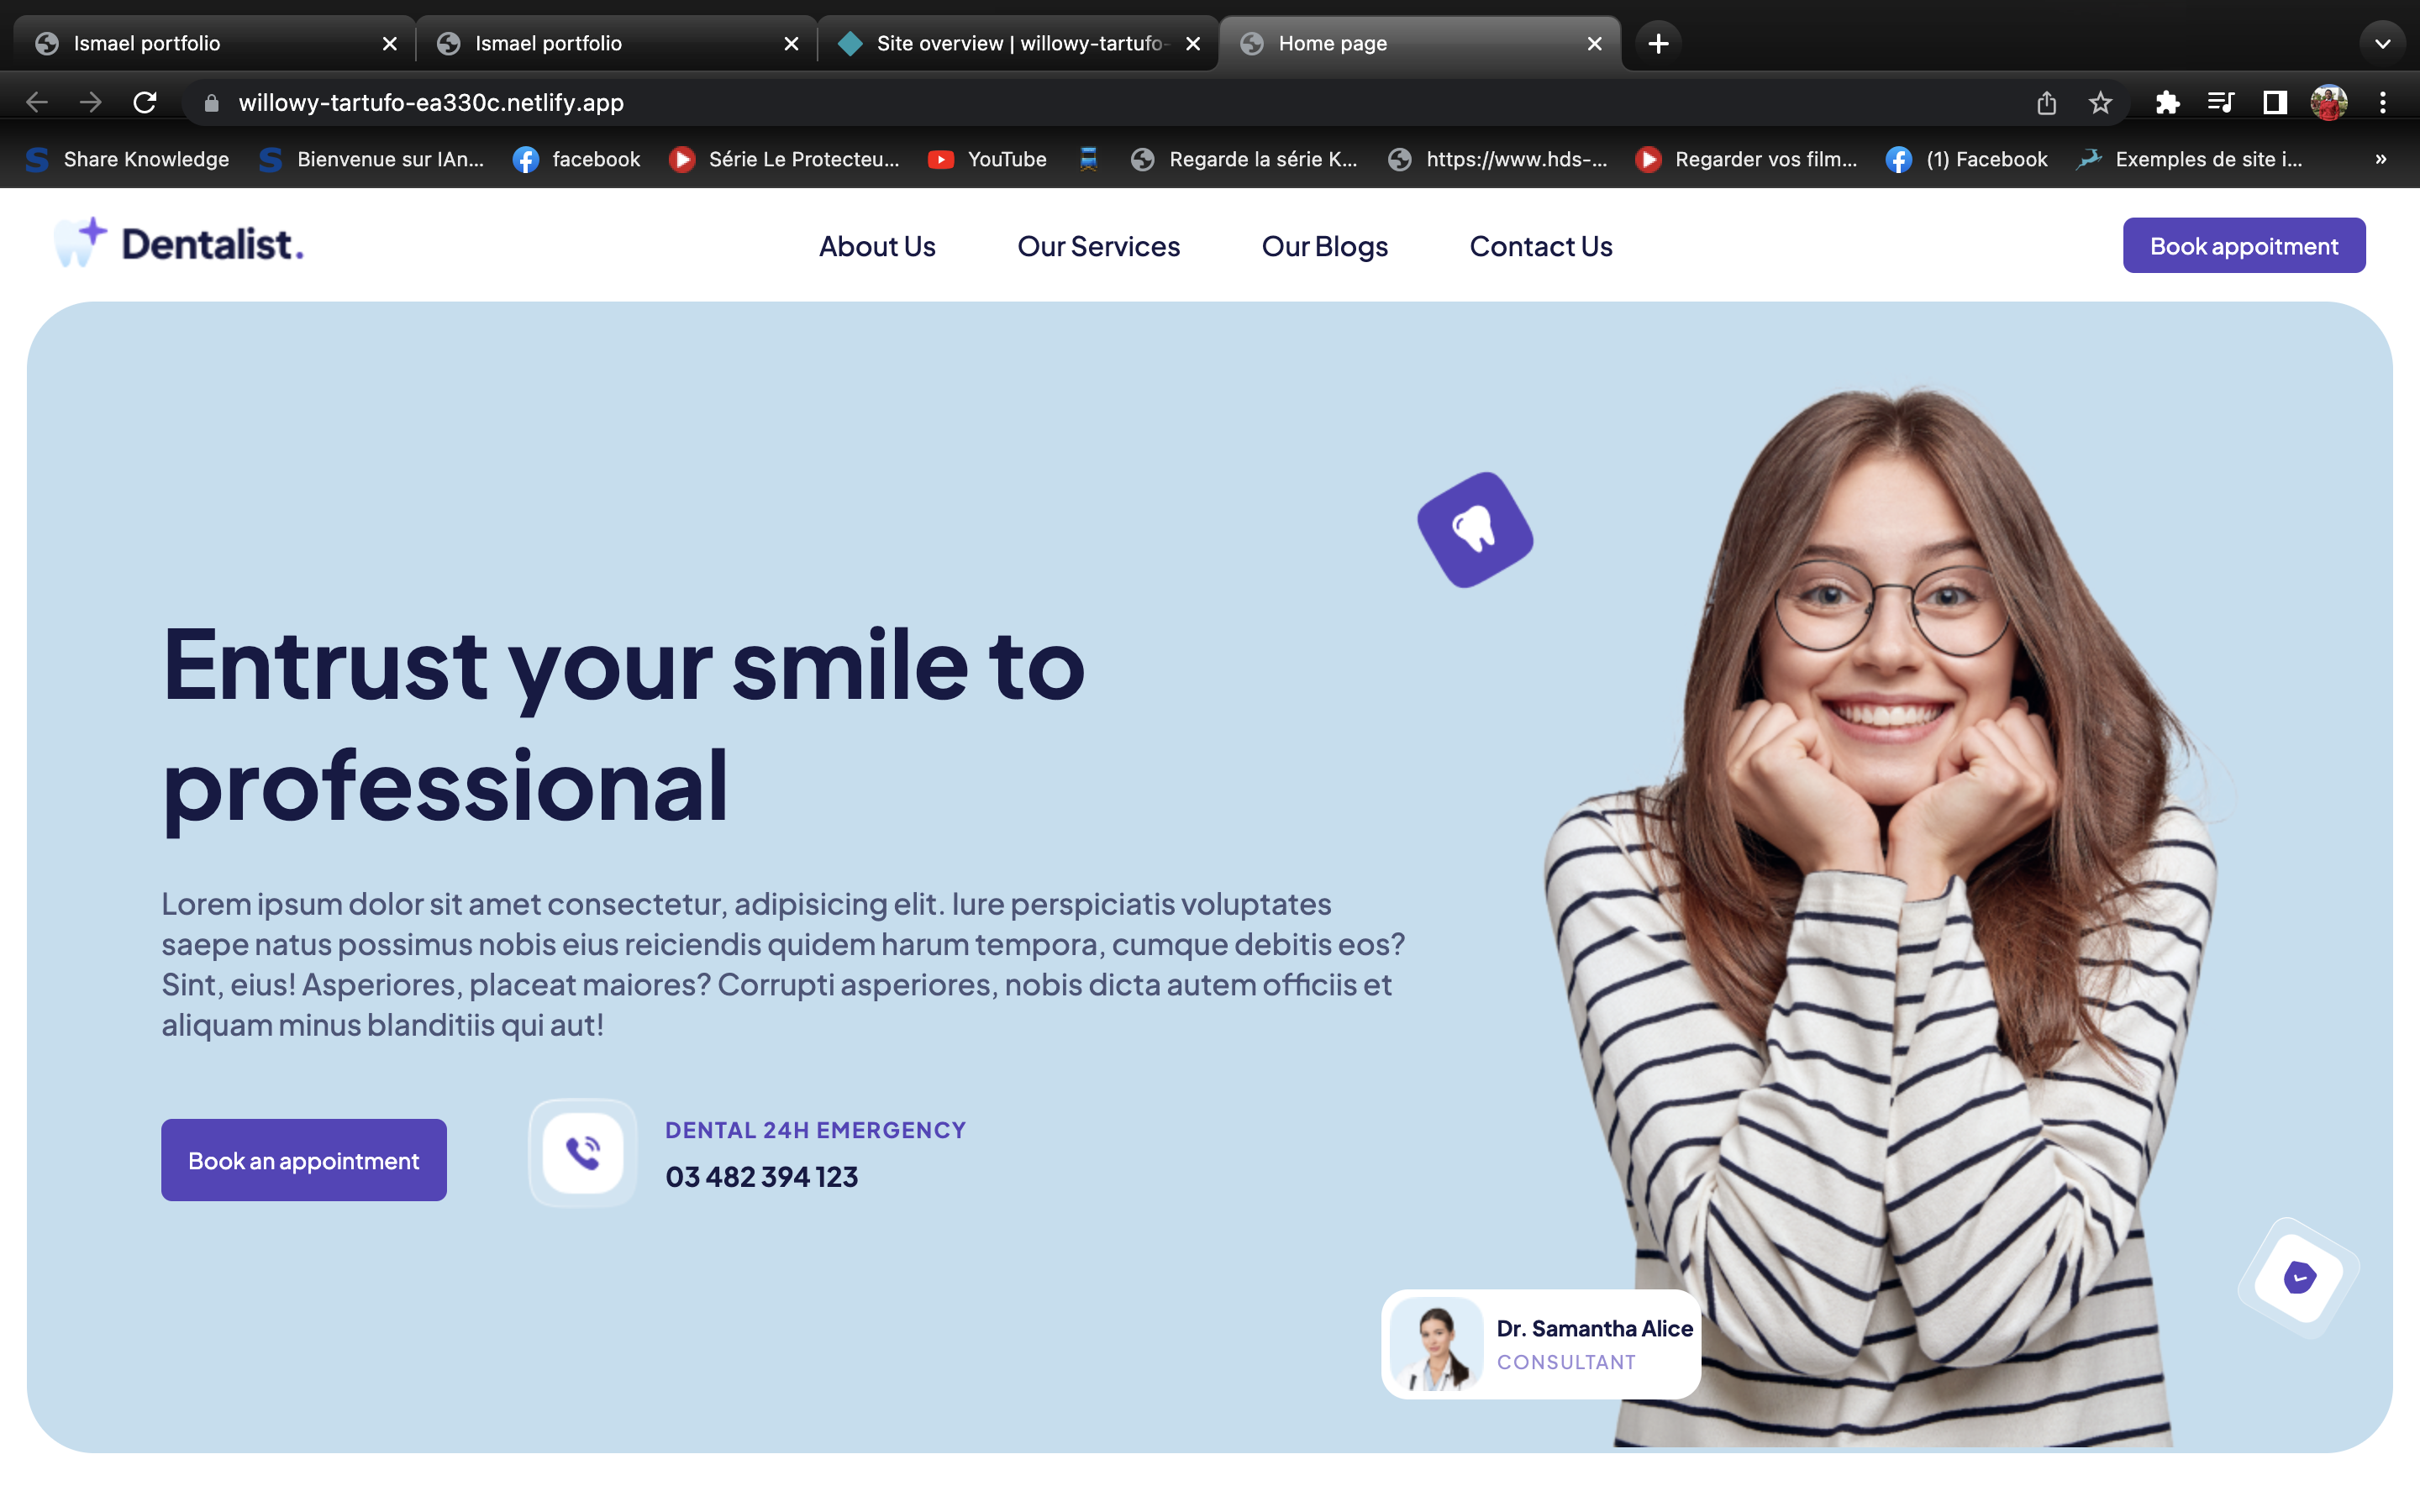 Ismael portfolio
Ismael portfolio
Site overview | willowy-tartufo-
Home page
willowy-tartufo-ea330c.netlify.app
Share Knowledge
Bienvenue sur IAn...
facebook
Série Le Protecteu...
YouTube
Regarde la série K...
https://www.hds-...
Regarder vos film...
(1) Facebook
Exemples de site i...
»
Dentalist.
About Us
Our Services
Our Blogs
Contact Us
Book appoitment
Entrust your smile to
professional
Lorem ipsum dolor sit amet consectetur, adipisicing elit. Iure perspiciatis voluptates
saepe natus possimus nobis eius reiciendis quidem harum tempora, cumque debitis eos?
Sint, eius! Asperiores, placeat maiores? Corrupti asperiores, nobis dicta autem officiis et
aliquam minus blanditiis qui aut!
Book an appointment
DENTAL 24H EMERGENCY
03 482 394 123
Dr. Samantha Alice
CONSULTANT